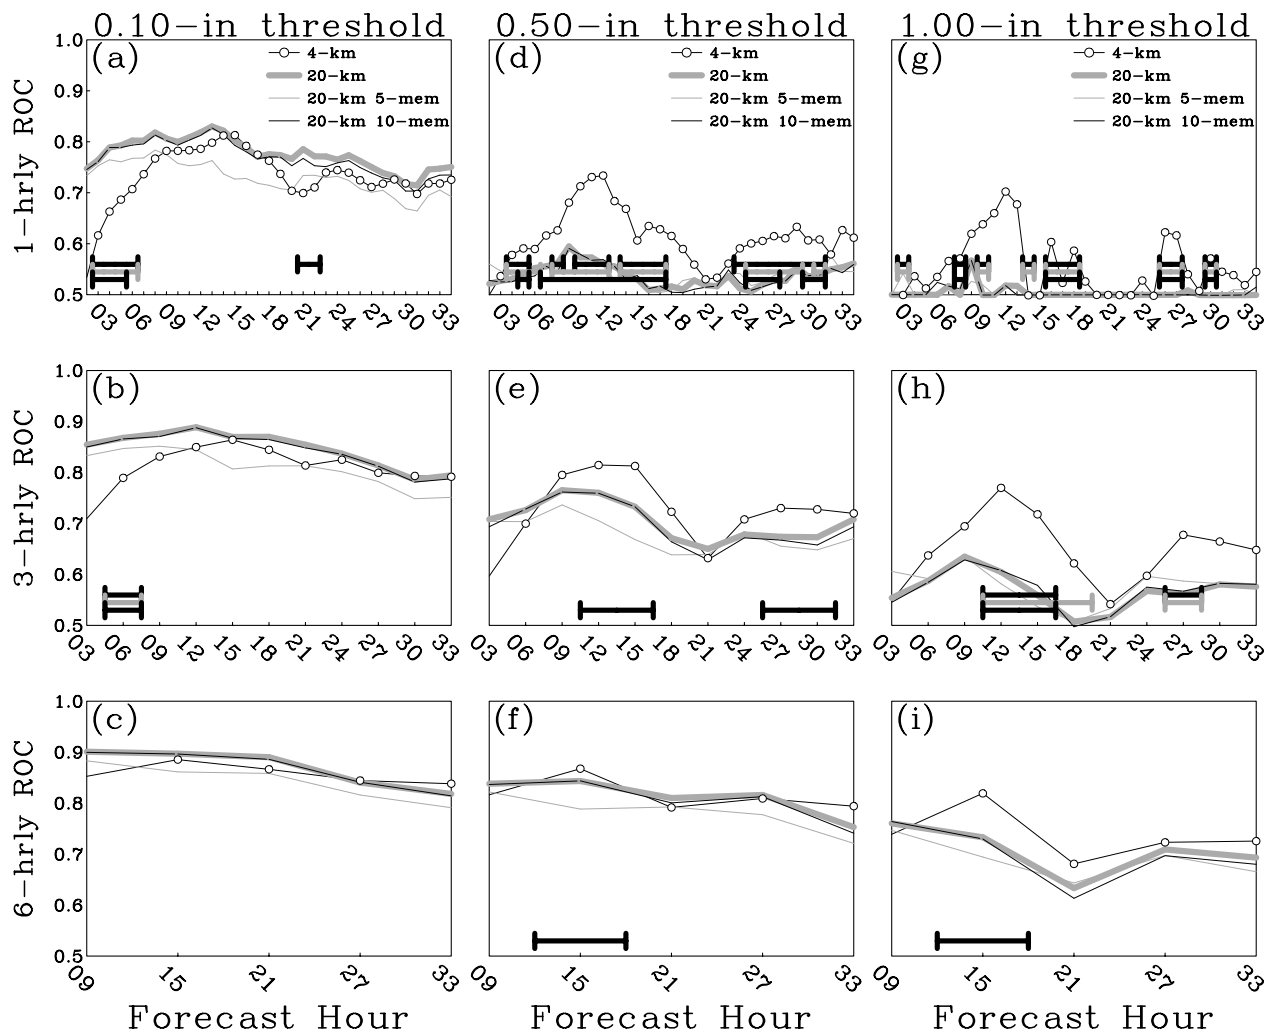 0.10-in threshold 0.50-in threshold 1.00-in threshold
1-hrly ROC
1.0
0.9
0.8
0.7
0.6
0.5
(a)
4-km
20-km
20-km 5-mem
20-km 10-mem
03 06 09 12 15 18 21 24 27 30 33
(d)
4-km
20-km
20-km 5-mem
20-km 10-mem
03 06 09 12 15 18 21 24 27 30 33
(g)
4-km
20-km
20-km 5-mem
20-km 10-mem
03 06 09 12 15 18 21 24 27 30 33
3-hrly ROC
1.0
0.9
0.8
0.7
0.6
0.5
(b)
03 06 09 12 15 18 21 24 27 30 33
(e)
03 06 09 12 15 18 21 24 27 30 33
(h)
03 06 09 12 15 18 21 24 27 30 33
6-hrly ROC
1.0
0.9
0.8
0.7
0.6
0.5
(c)
09 15 21 27 33
Forecast Hour
(f)
09 15 21 27 33
Forecast Hour
(i)
09 15 21 27 33
Forecast Hour